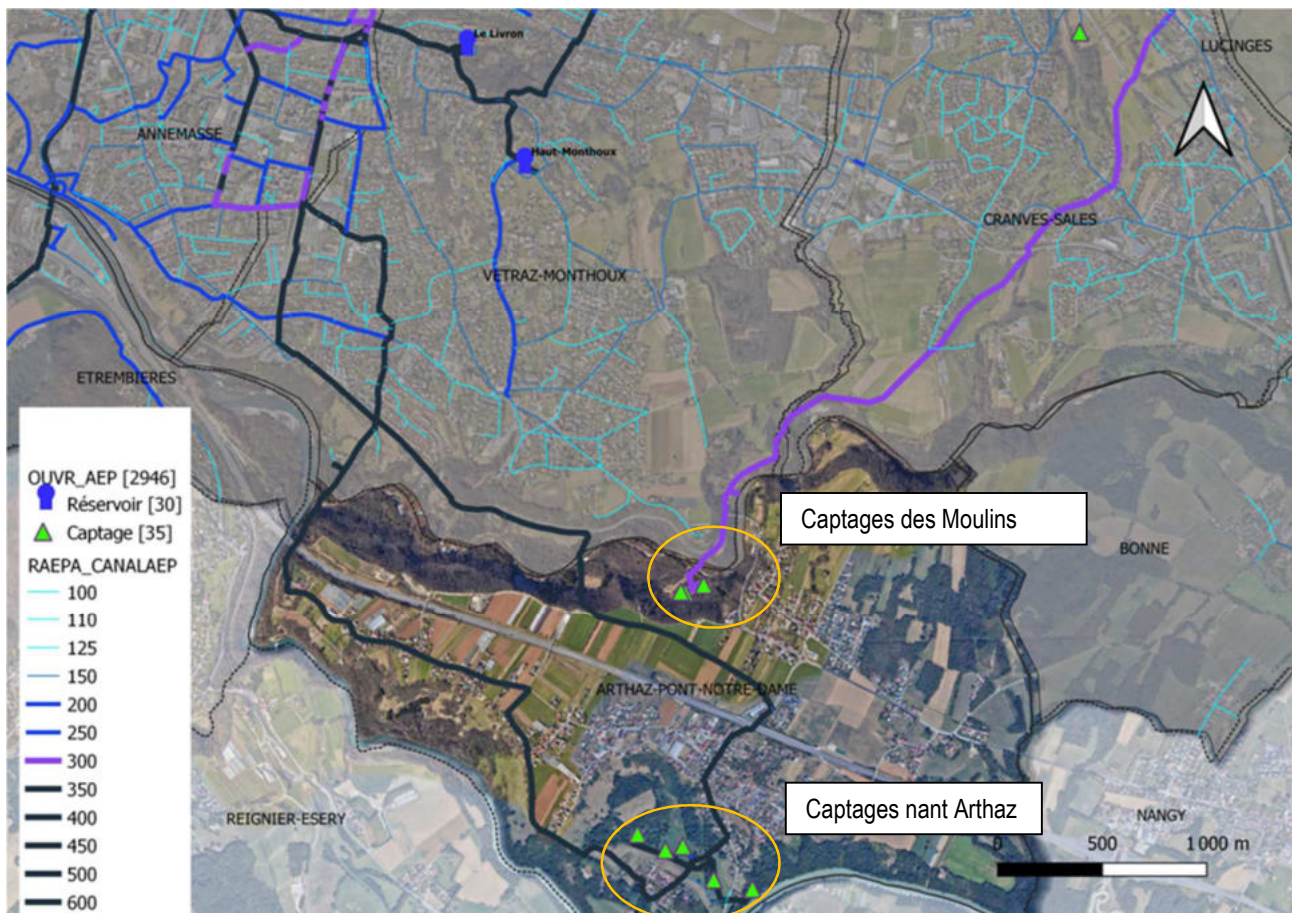 Le Livron
LUCINGES
ANNEMASSE
Haut-Monthoux
CRANVES-SALES
VETRAZ-MONTHOUX
ETREMBIERES
OUVR_AEP [2946]
Réservoir [30]
Captage [35]
RAEPA_CANALAEP
100
110
125
150
200
250
300
350
400
450
500
600
Captages des Moulins
BONNE
ARTHAZ-PONT-NOTRE-DAME
Captages nant Arthaz
REIGNIER-ESERY
NANGY
0 500 1000 m